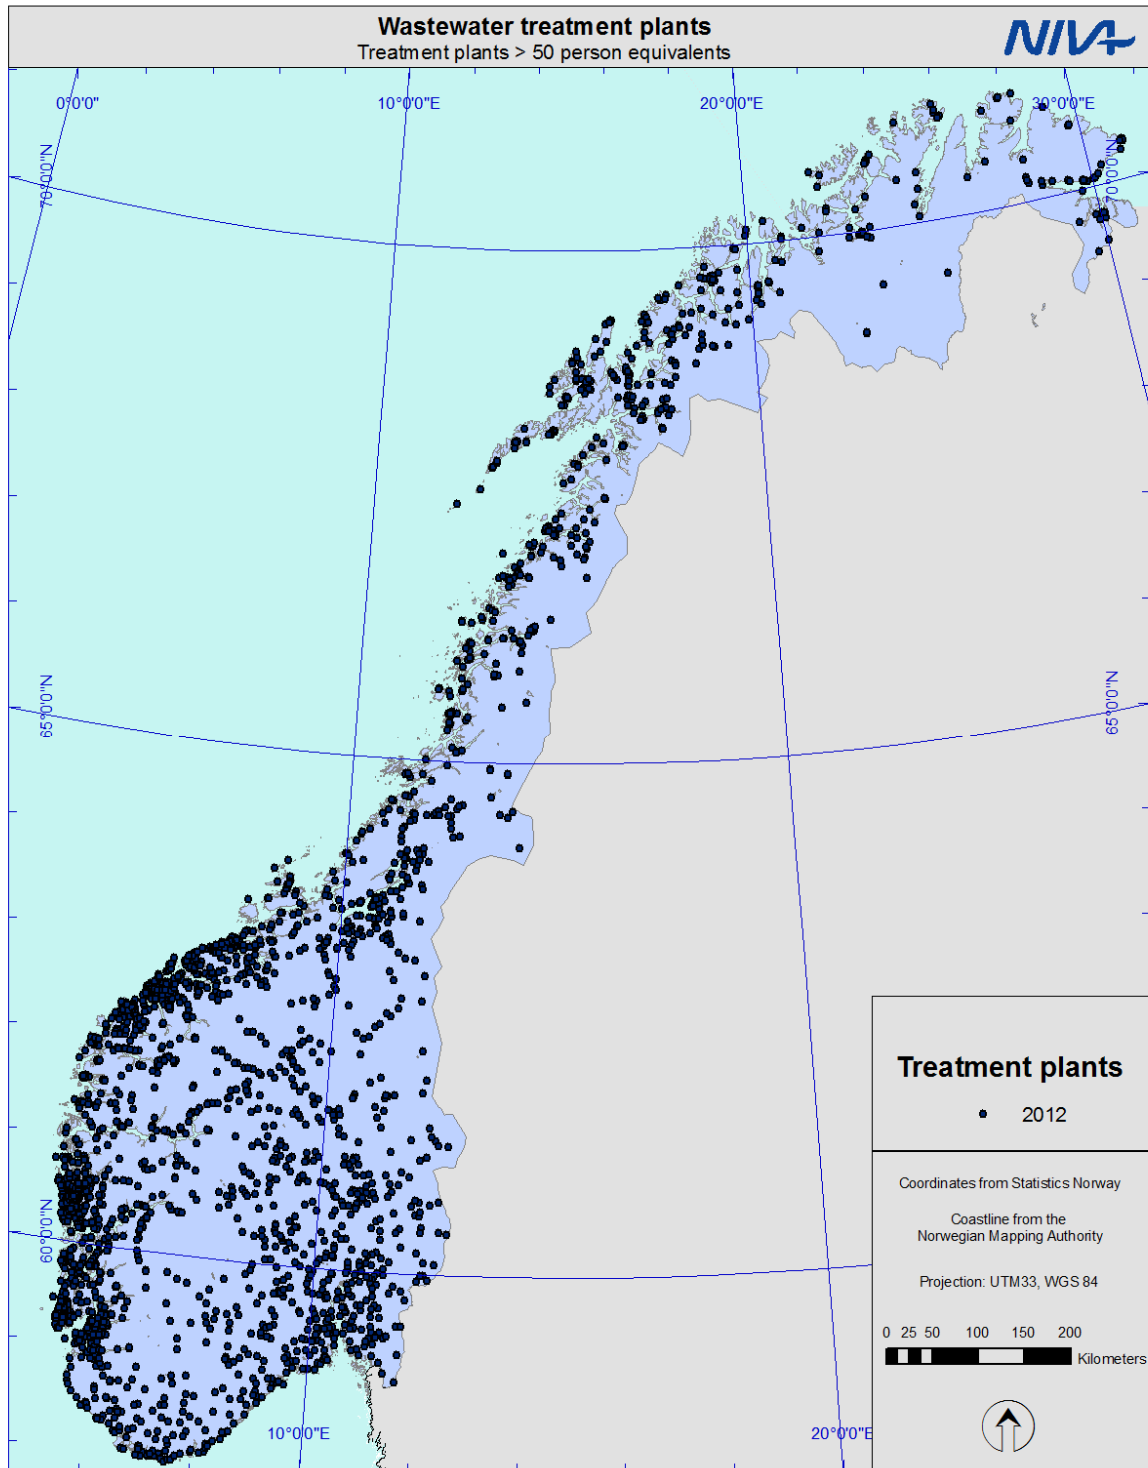 Wastewater treatment plants
Treatment plants > 50 person equivalents
NIVA
0°0'0"
10°0'0"E
20°0'0"E
30°0'0"E
70°0'0"N
70°0'0"N
65°0'0"N
65°0'0"N
60°0'0"N
10°0'0"E
20°0'0"E
Treatment plants
2012
Coordinates from Statistics Norway
Coastline from the
Norwegian Mapping Authority
Projection: UTM33, WGS 84
0 25 50 100 150 200
Kilometers